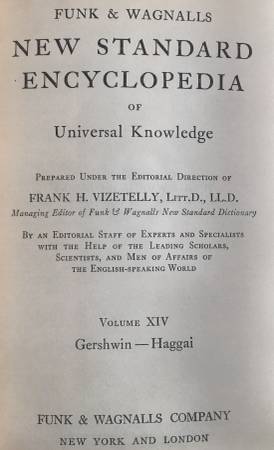 FUNK & WAGNALLS
NEW STANDARD
ENCYCLOPEDIA
OF
Universal Knowledge
PREPARED UNDER THE EDITORIAL DIRECTION OF
FRANK H. VIZETELLY, LITT.D., LL.D.
Managing Editor of Funk & Wagnalls New Standard Dictionary
BY AN EDITORIAL STAFF OF EXPERTS AND SPECIALISTS
WITH THE HELP OF THE LEADING SCHOLARS,
SCIENTISTS, AND MEN OF AFFAIRS OF
THE ENGLISH-SPEAKING WORLD
VOLUME XIV
Gershwin — Haggai
FUNK & WAGNALLS COMPANY
NEW YORK AND LONDON